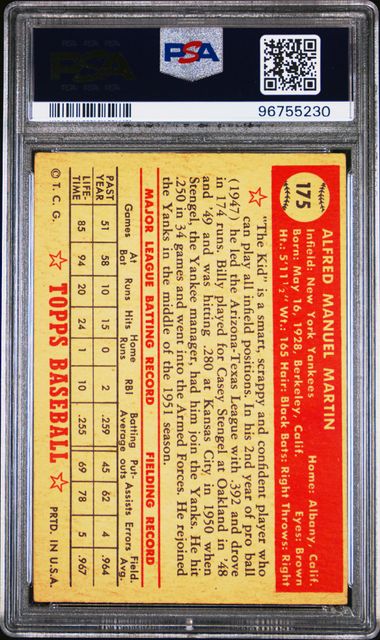 PSA
PSA
96755230
175
ALFRED MANUEL MARTIN
Infield: New York Yankees Home: Albany, Calif.
Born: May 16, 1928, Berkeley, Calif. Eyes: Brown
Ht.: 5'11½" Wt.: 165 Hair: Black Bats: Right Throws: Right
"The Kid" is a smart, scrappy and confident player who
can play all infield positions. In his 2nd year of pro ball
(1947) he led the Arizona-Texas League with .392 and drove
in 174 runs. Billy played for Casey Stengel at Oakland in '48
and '49 and was hitting .280 at Kansas City in 1950 when
Stengel, the Yankee manager, had him join the Yanks. He hit
.250 in 34 games and went into the Armed Forces. He rejoined
the Yanks in the middle of the 1951 season.
MAJOR LEAGUE BATTING RECORD FIELDING RECORD
Games At Bat Runs Hits Home Runs RBI Batting Average Put outs Assists Errors Field. Avg.
PAST YEAR 51 58 10 15 0 2 .259 45 62 4 .964
LIFE-TIME 85 94 20 24 1 10 .255 69 78 5 .967
© T. C. G. TOPPS BASEBALL PRTD. IN U.S.A.